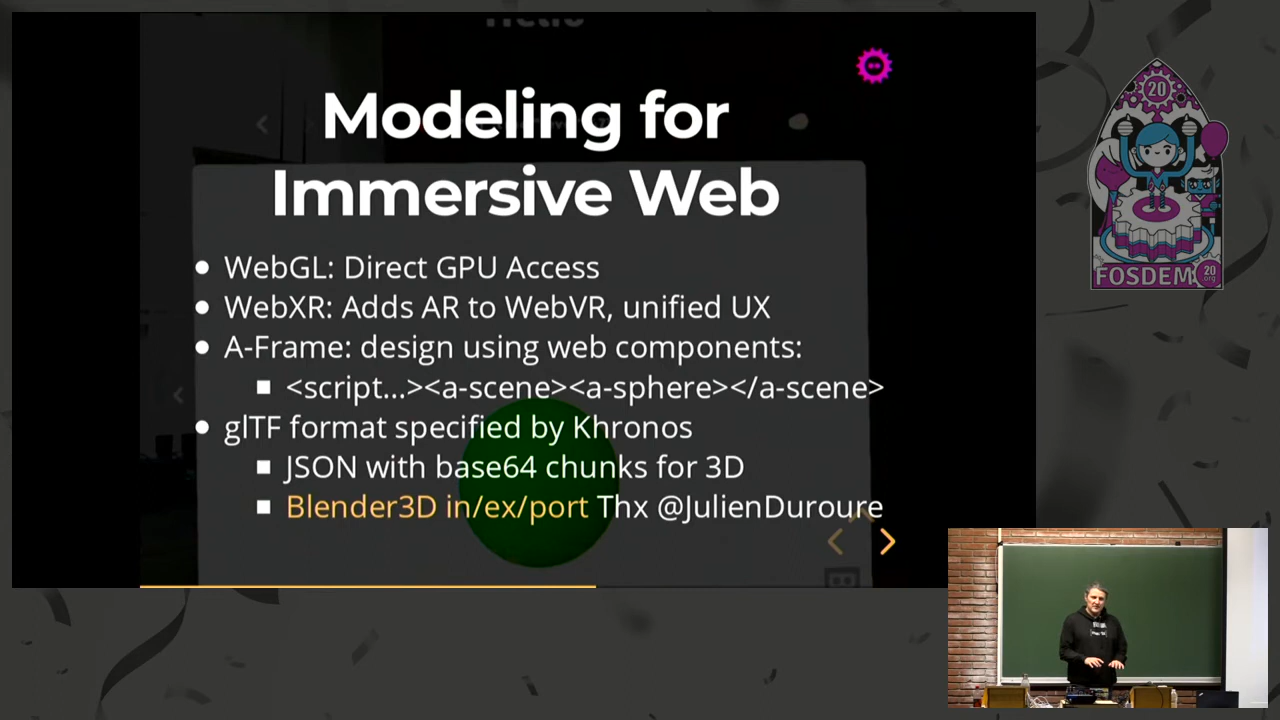 Hello
Modeling for
Immersive Web
• WebGL: Direct GPU Access
• WebXR: Adds AR to WebVR, unified UX
• A-Frame: design using web components:
▪ <script...><a-scene><a-sphere></a-scene>
• glTF format specified by Khronos
▪ JSON with base64 chunks for 3D
▪ Blender3D in/ex/port Thx @JulienDuroure
20
FOSDEM
20
org